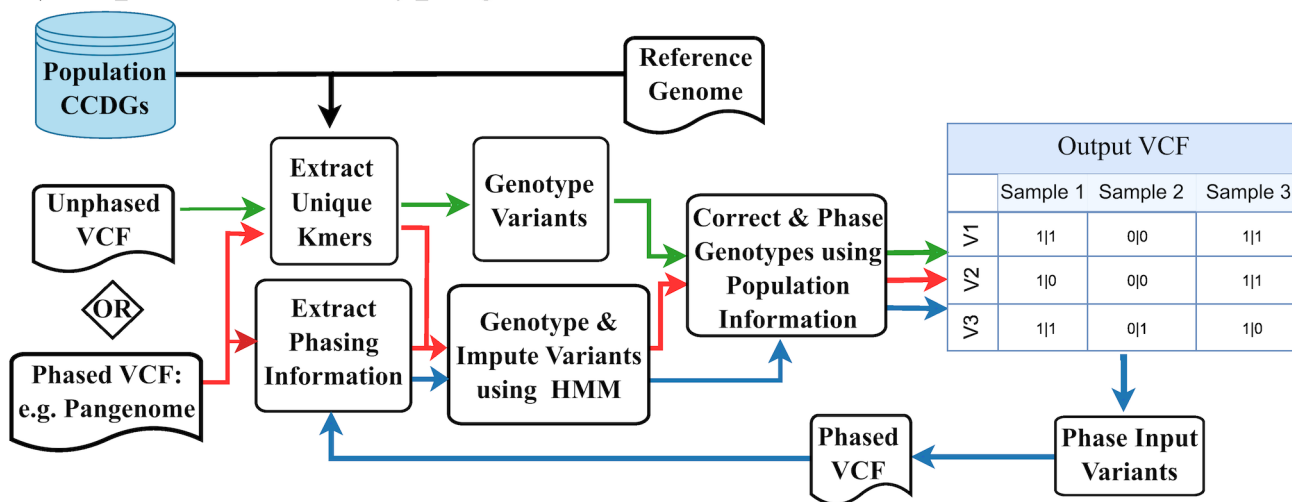 Population
CCDGs
Reference
Genome
Extract
Unique
Kmers
Genotype
Variants
Unphased
VCF
OR
Phased VCF:
e.g. Pangenome
Extract
Phasing
Information
Genotype &
Impute Variants
using HMM
Correct & Phase
Genotypes using
Population
Information
Output VCF
Sample 1 Sample 2 Sample 3
V1 1|1 0|0 1|1
V2 1|0 0|0 1|1
V3 1|1 0|1 1|0
Phase Input
Variants
Phased
VCF